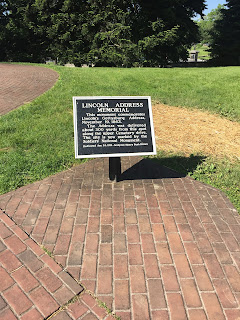 LINCOLN ADDRESS
MEMORIAL
This monument commemorates
Lincoln's Gettysburg Address,
November 19, 1863.
The Address was delivered
about 300 yards from this spot
along the upper Cemetery drive.
The site is now marked by the
Soldiers' National Monument.